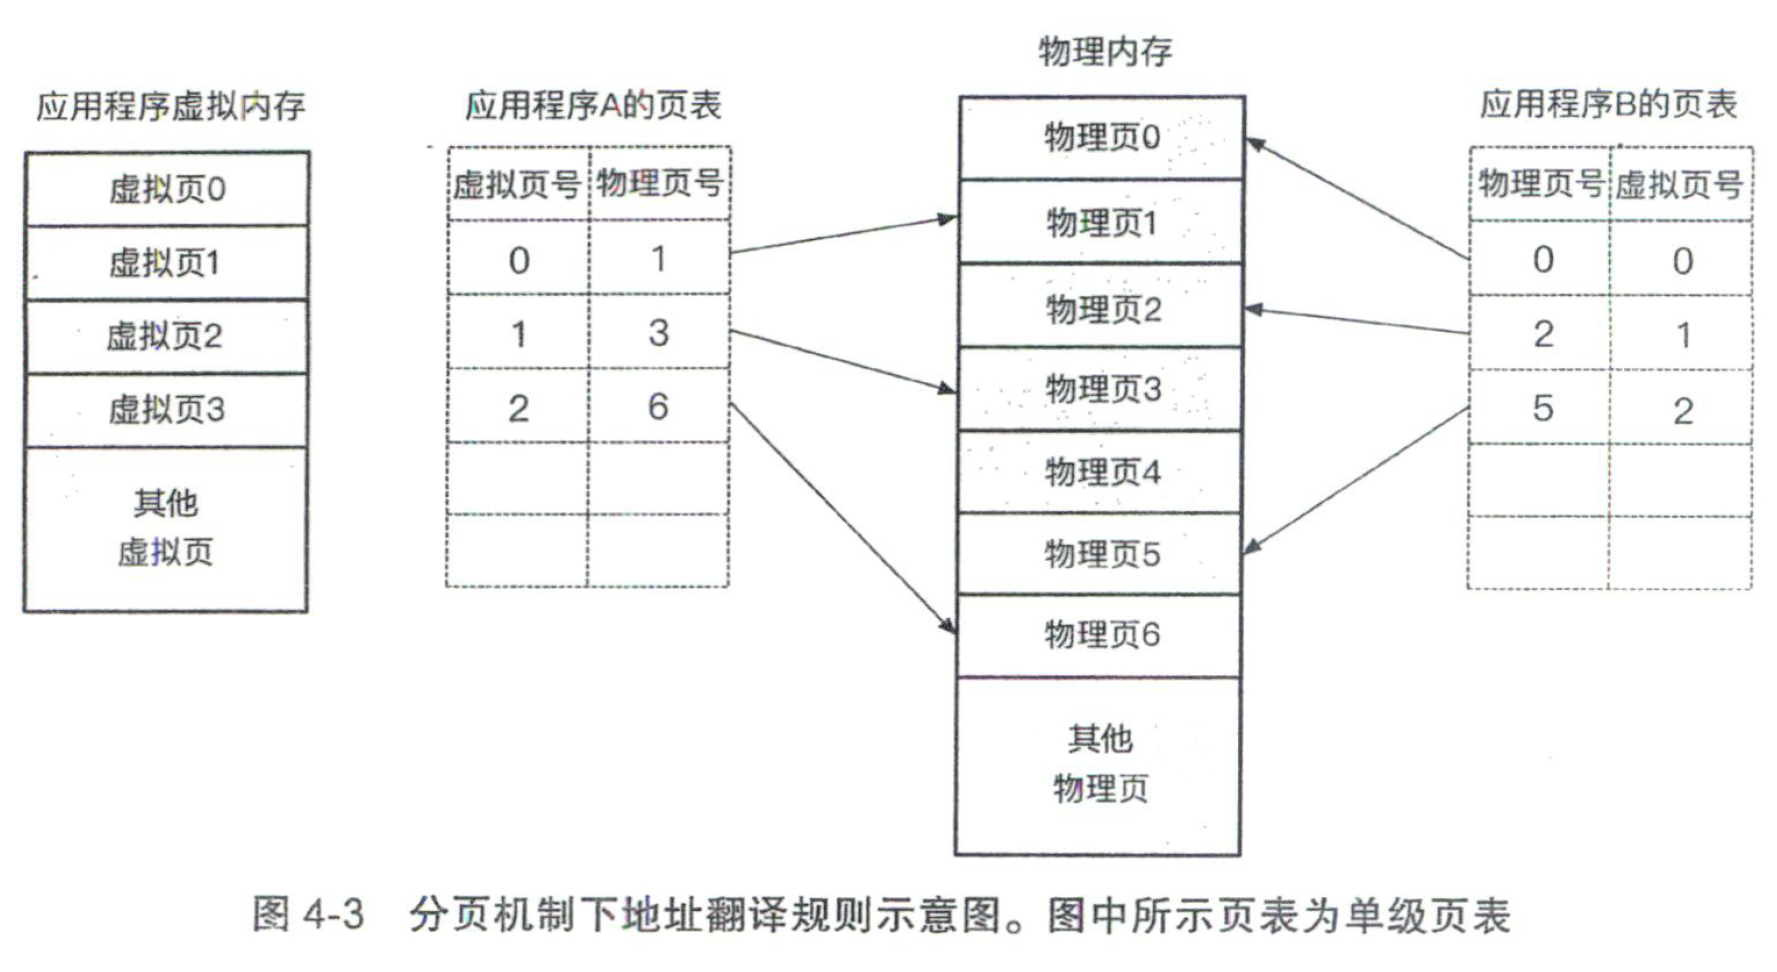 物理内存
应用程序虚拟内存
虚拟页0
虚拟页1
虚拟页2
虚拟页3
其他
虚拟页
应用程序A的页表
虚拟页号 物理页号
0 1
1 3
2 6
物理页0
物理页1
物理页2
物理页3
物理页4
物理页5
物理页6
其他
物理页
应用程序B的页表
物理页号 虚拟页号
0 0
2 1
5 2
图 4-3 分页机制下地址翻译规则示意图。图中所示页表为单级页表